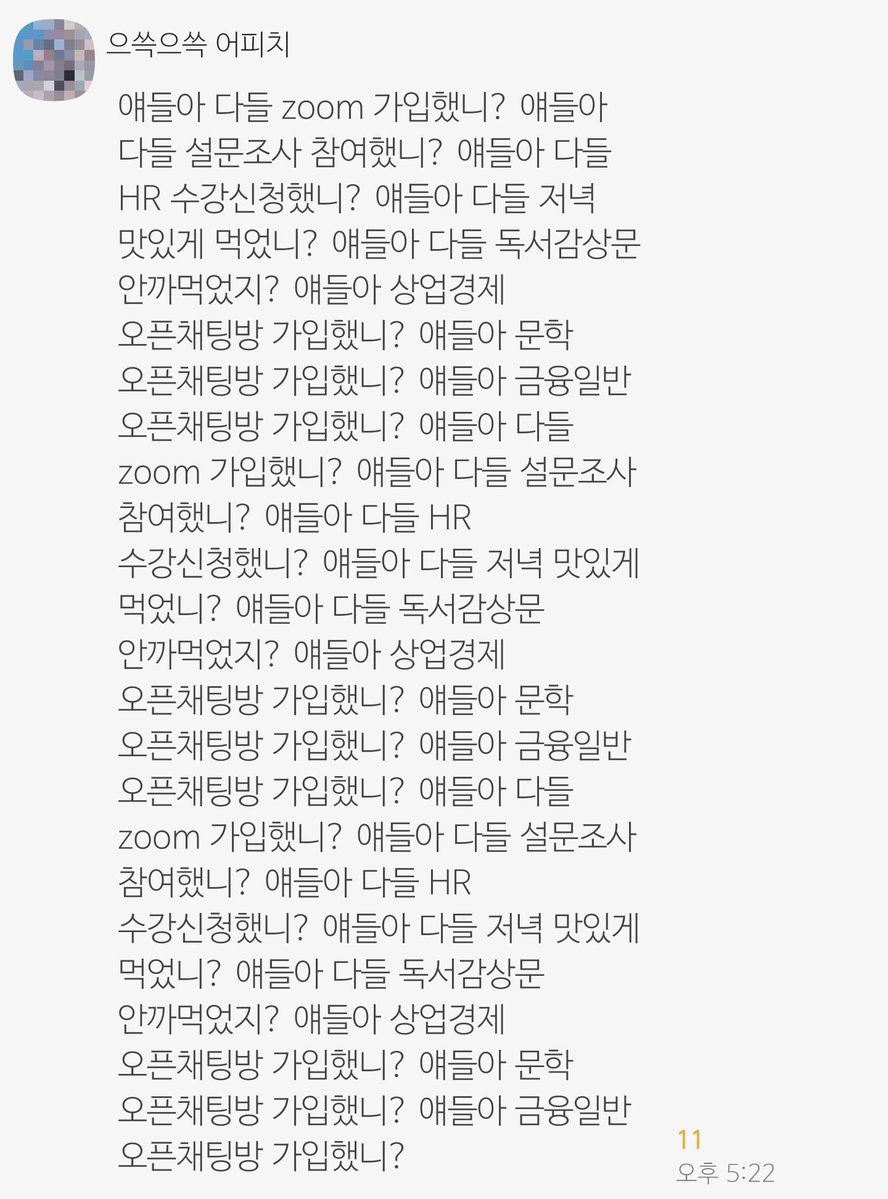 으쓱으쓱 어피치
얘들아 다들 zoom 가입했니? 얘들아
다들 설문조사 참여했니? 얘들아 다들
HR 수강신청했니? 얘들아 다들 저녁
맛있게 먹었니? 얘들아 다들 독서감상문
안까먹었지? 얘들아 상업경제
오픈채팅방 가입했니? 얘들아 문학
오픈채팅방 가입했니? 얘들아 금융일반
오픈채팅방 가입했니? 얘들아 다들
zoom 가입했니? 얘들아 다들 설문조사
참여했니? 얘들아 다들 HR
수강신청했니? 얘들아 다들 저녁 맛있게
먹었니? 얘들아 다들 독서감상문
안까먹었지? 얘들아 상업경제
오픈채팅방 가입했니? 얘들아 문학
오픈채팅방 가입했니? 얘들아 금융일반
오픈채팅방 가입했니? 얘들아 다들
zoom 가입했니? 얘들아 다들 설문조사
참여했니? 얘들아 다들 HR
수강신청했니? 얘들아 다들 저녁 맛있게
먹었니? 얘들아 다들 독서감상문
안까먹었지? 얘들아 상업경제
오픈채팅방 가입했니? 얘들아 문학
오픈채팅방 가입했니? 얘들아 금융일반
오픈채팅방 가입했니?
11
오후 5:22